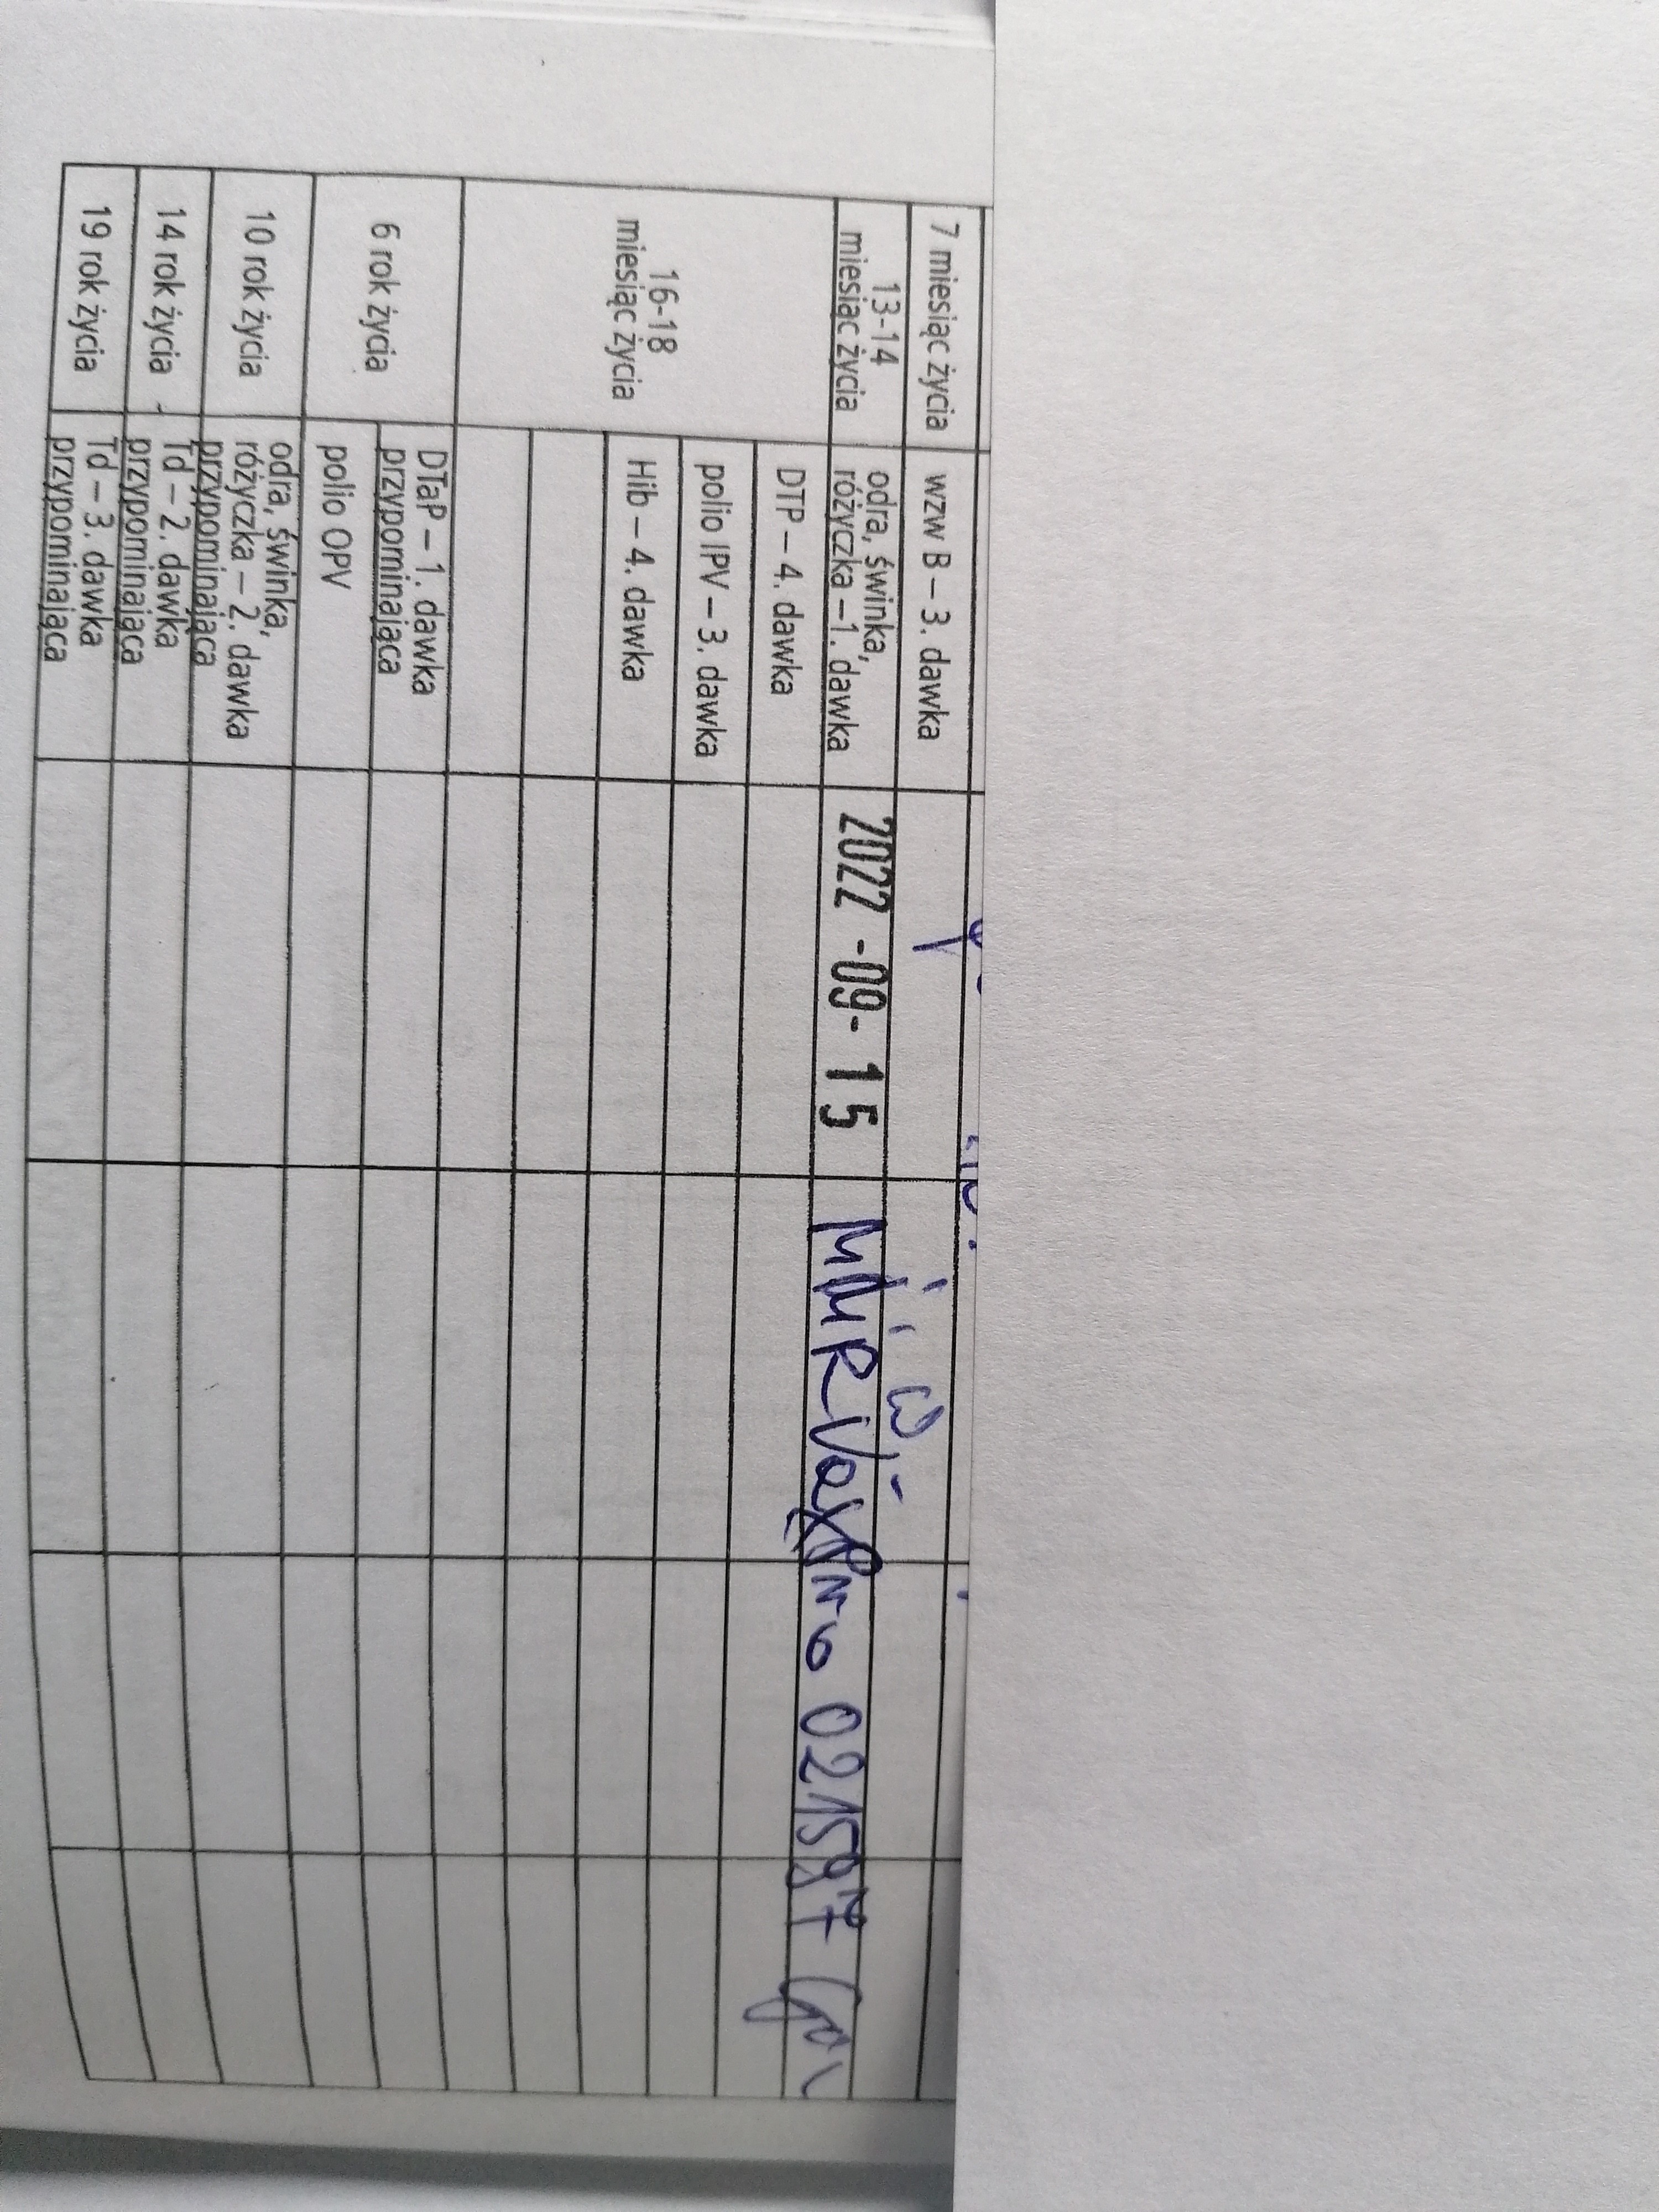 7 miesiąc życia
wzw B – 3. dawka
13-14
miesiąc życia
odra, świnka,
różyczka –1. dawka
2022 -09- 15
MMRVaxPro 021597
16-18
miesiąc życia
DTP – 4. dawka
polio IPV – 3. dawka
Hib – 4. dawka
6 rok życia
DTaP – 1. dawka
przypominająca
polio OPV
10 rok życia
odra, świnka,
różyczka – 2. dawka
przypominająca
14 rok życia
Td – 2. dawka
przypominająca
19 rok życia
Td – 3. dawka
przypominająca